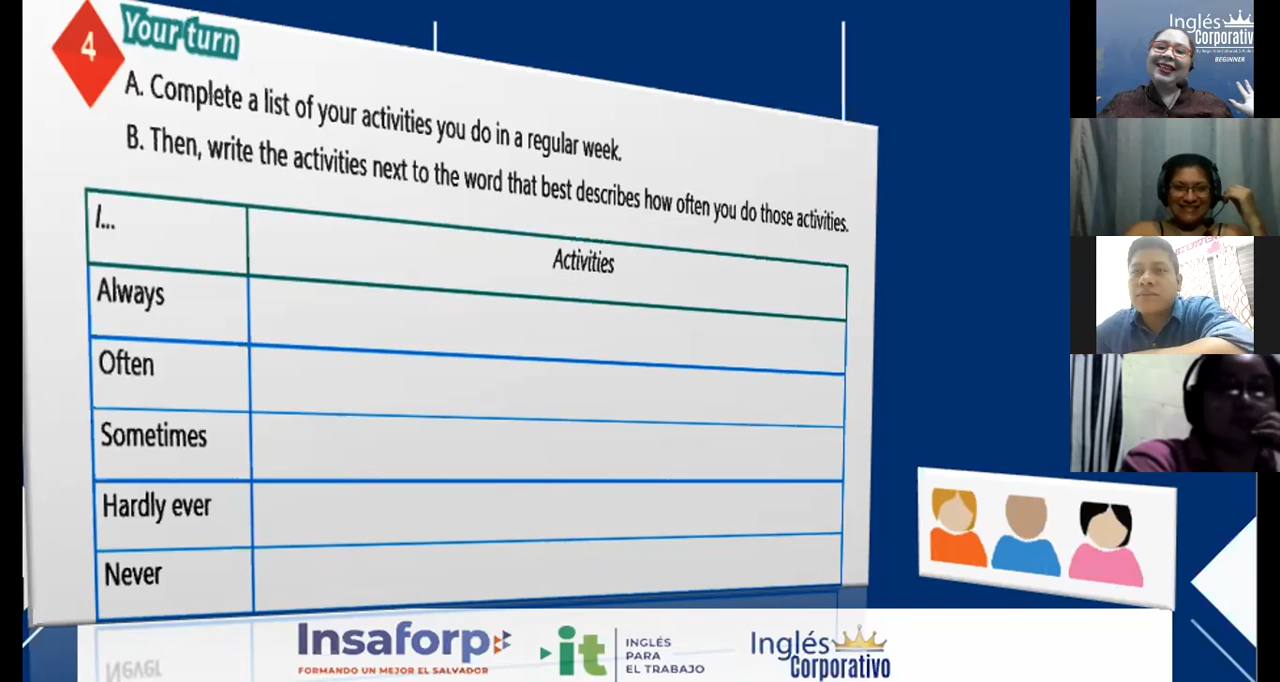 4
Your turn
A. Complete a list of your activities you do in a regular week.
B. Then, write the activities next to the word that best describes how often you do those activities.
I...
Activities
Always
Often
Sometimes
Hardly ever
Never
Insaforp
FORMANDO UN MEJOR EL SALVADOR
it
INGLÉS
PARA
EL TRABAJO
Inglés
Corporativo
Inglés
Corporativ
BEGINNER